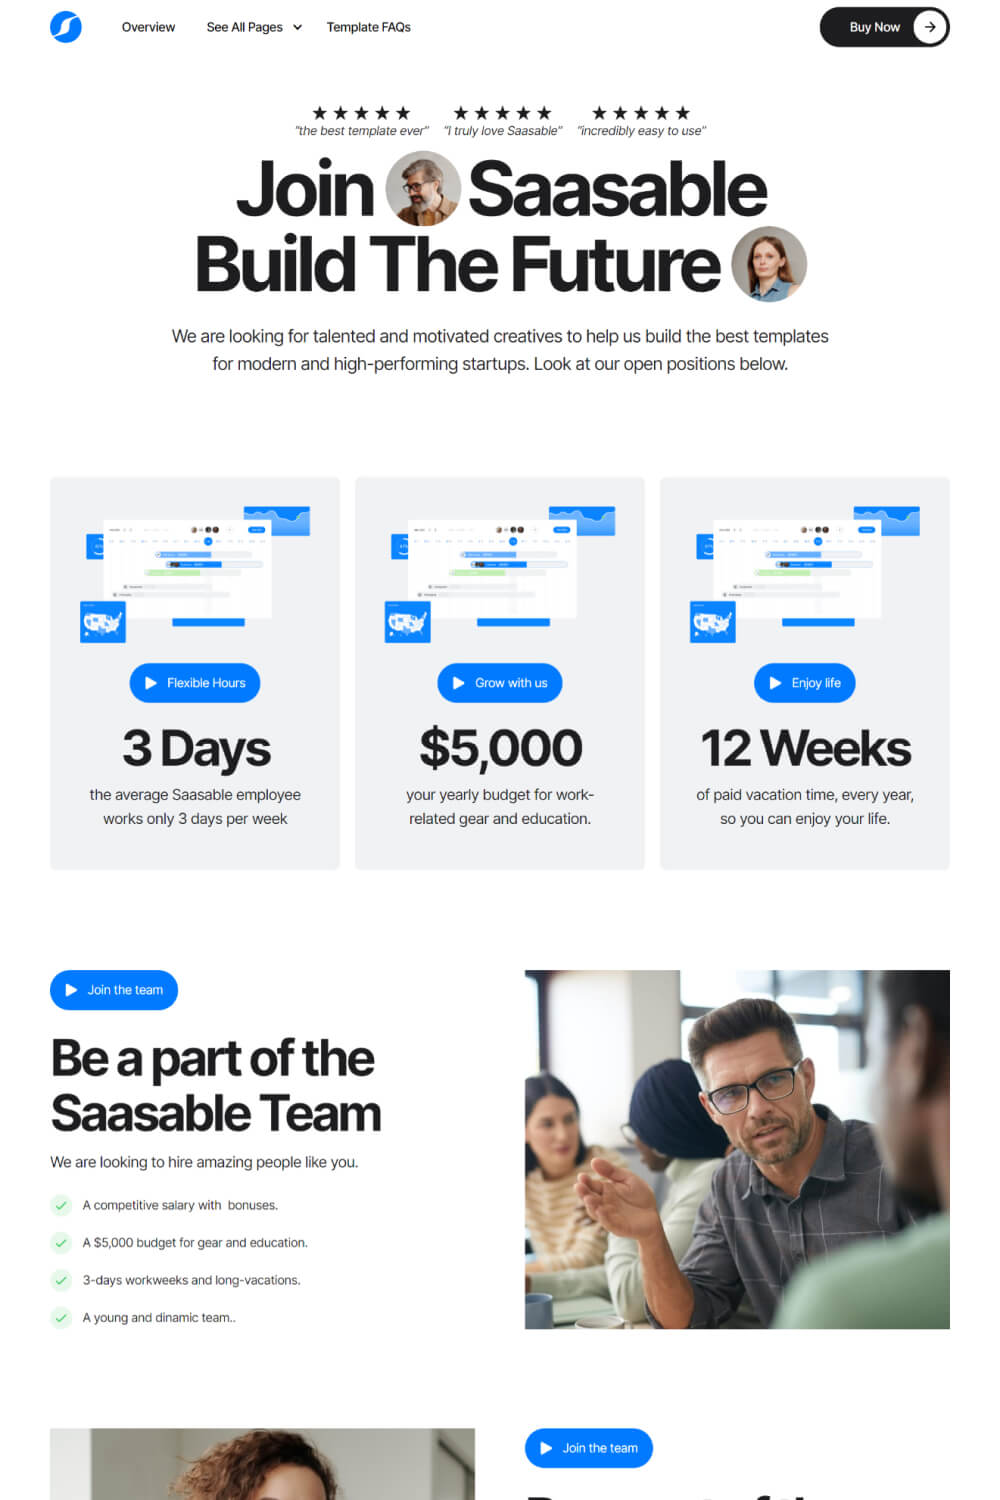 Overview
See All Pages
Template FAQs
Buy Now
"the best template ever"
"I truly love Saasable"
"incredibly easy to use"
Join Saasable
Build The Future
We are looking for talented and motivated creatives to help us build the best templates
for modern and high-performing startups. Look at our open positions below.
Flexible Hours
3 Days
the average Saasable employee
works only 3 days per week
Grow with us
$5,000
your yearly budget for work-
related gear and education.
Enjoy life
12 Weeks
of paid vacation time, every year,
so you can enjoy your life.
Join the team
Be a part of the
Saasable Team
We are looking to hire amazing people like you.
A competitive salary with  bonuses.
A $5,000 budget for gear and education.
3-days workweeks and long-vacations.
A young and dinamic team..
Join the team